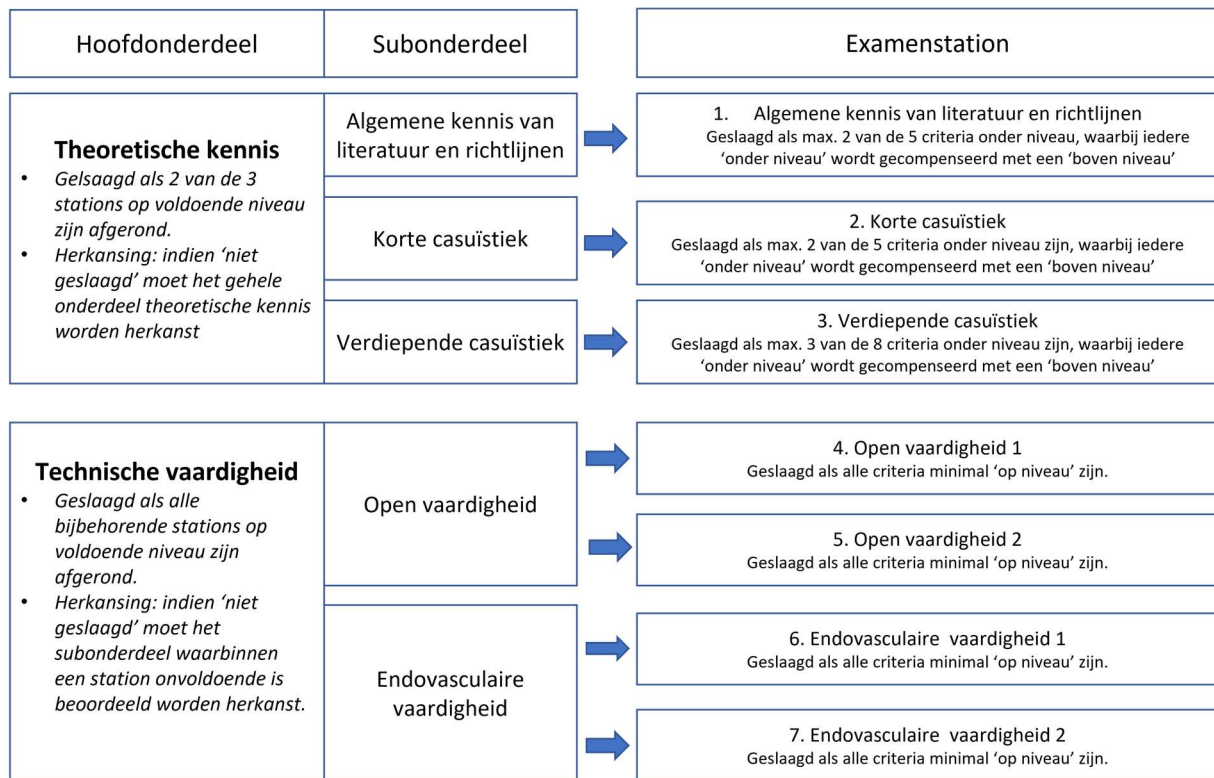 Hoofdonderdeel
Subonderdeel
Examenstation
Theoretische kennis
• Gelsaagd als 2 van de 3
stations op voldoende niveau
zijn afgerond.
• Herkansing: indien ‘niet
geslaagd’ moet het gehele
onderdeel theoretische kennis
worden herkanst
Algemene kennis van
literatuur en richtlijnen
1. Algemene kennis van literatuur en richtlijnen
Geslaagd als max. 2 van de 5 criteria onder niveau, waarbij iedere
‘onder niveau’ wordt gecompenseerd met een ‘boven niveau’
Korte casuïstiek
2. Korte casuïstiek
Geslaagd als max. 2 van de 5 criteria onder niveau zijn, waarbij iedere
‘onder niveau’ wordt gecompenseerd met een ‘boven niveau’
Verdiepende casuïstiek
3. Verdiepende casuïstiek
Geslaagd als max. 3 van de 8 criteria onder niveau zijn, waarbij iedere
‘onder niveau’ wordt gecompenseerd met een ‘boven niveau’
Technische vaardigheid
• Geslaagd als alle
bijbehorende stations op
voldoende niveau zijn
afgerond.
• Herkansing: indien ‘niet
geslaagd’ moet het
subonderdeel waarbinnen
een station onvoldoende is
beoordeeld worden herkanst.
Open vaardigheid
4. Open vaardigheid 1
Geslaagd als alle criteria minimal ‘op niveau’ zijn.
5. Open vaardigheid 2
Geslaagd als alle criteria minimal ‘op niveau’ zijn.
Endovasculaire
vaardigheid
6. Endovasculaire vaardigheid 1
Geslaagd als alle criteria minimal ‘op niveau’ zijn.
7. Endovasculaire vaardigheid 2
Geslaagd als alle criteria minimal ‘op niveau’ zijn.